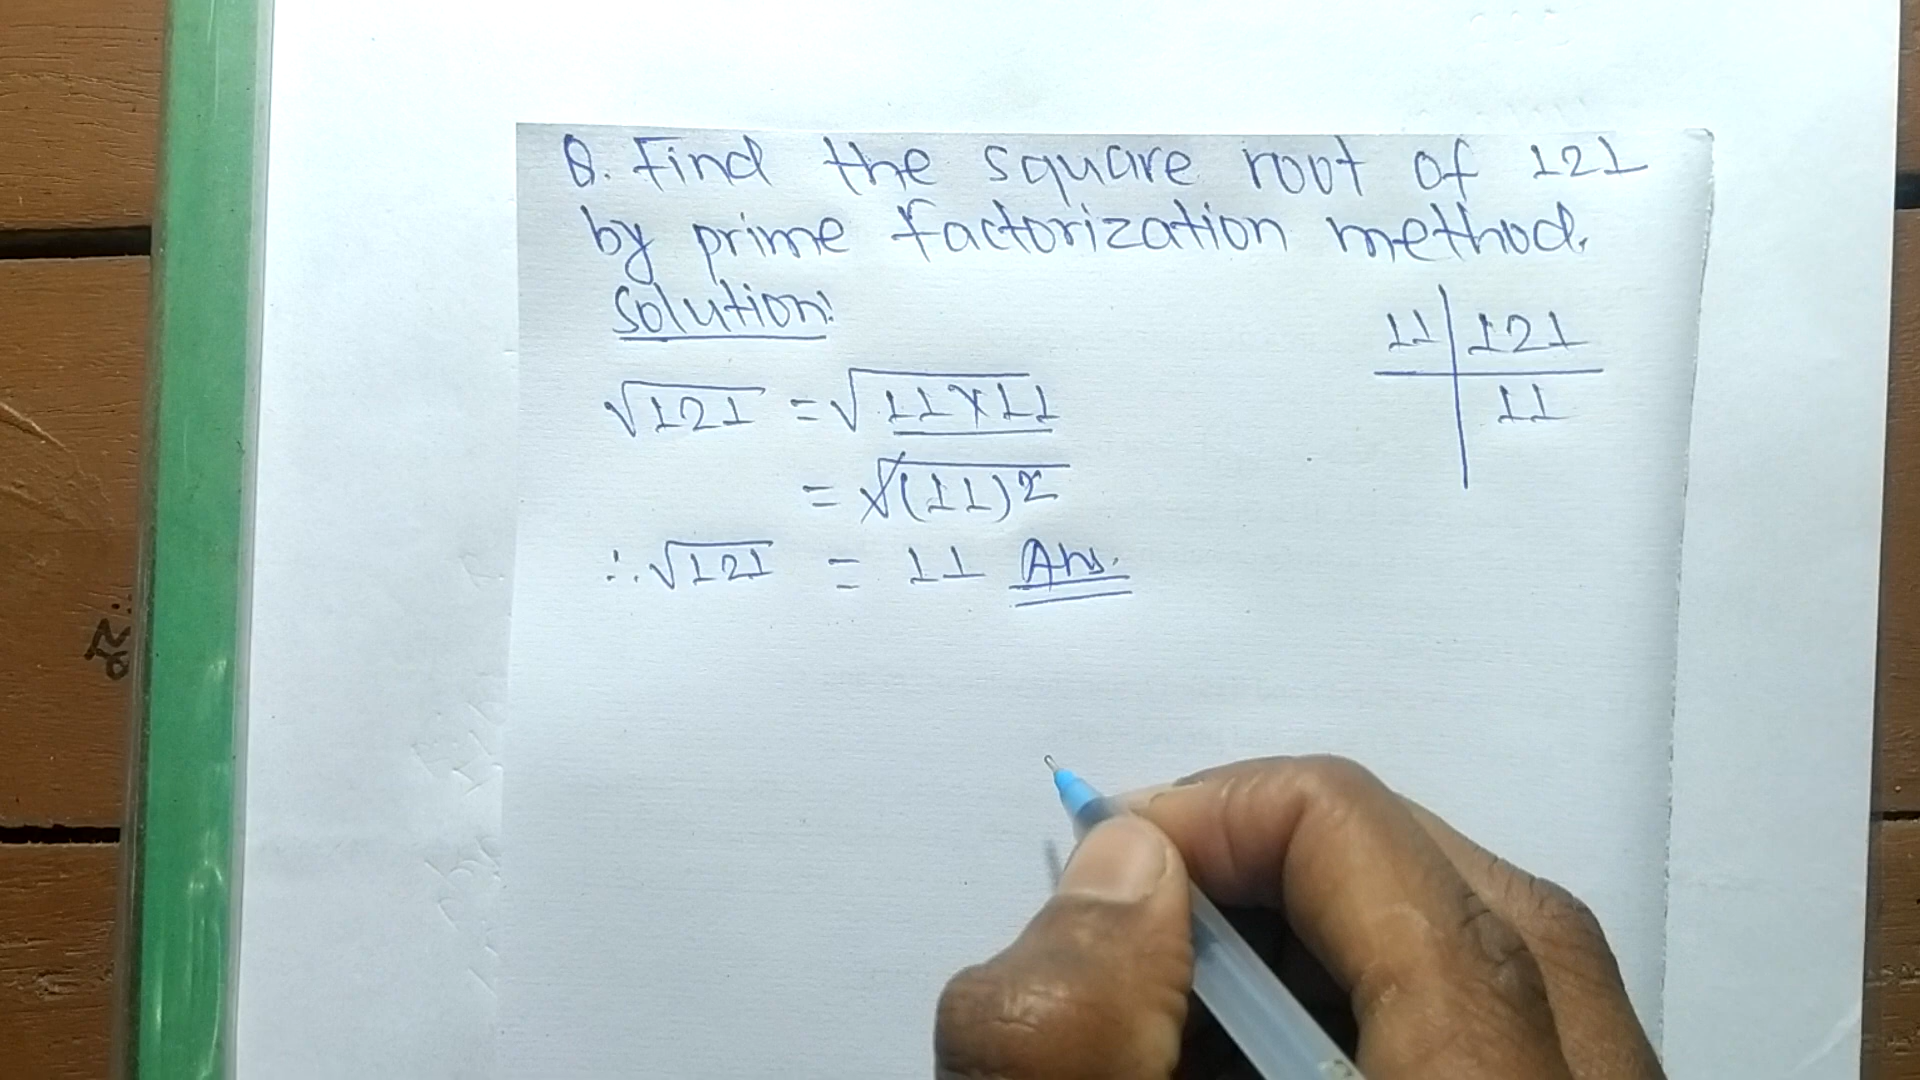 Q. Find the square root of 121
by prime factorization method.
Solution:
11 | 121
11
√121 = √11×11
= √(11)²
∴ √121 = 11 Ans.